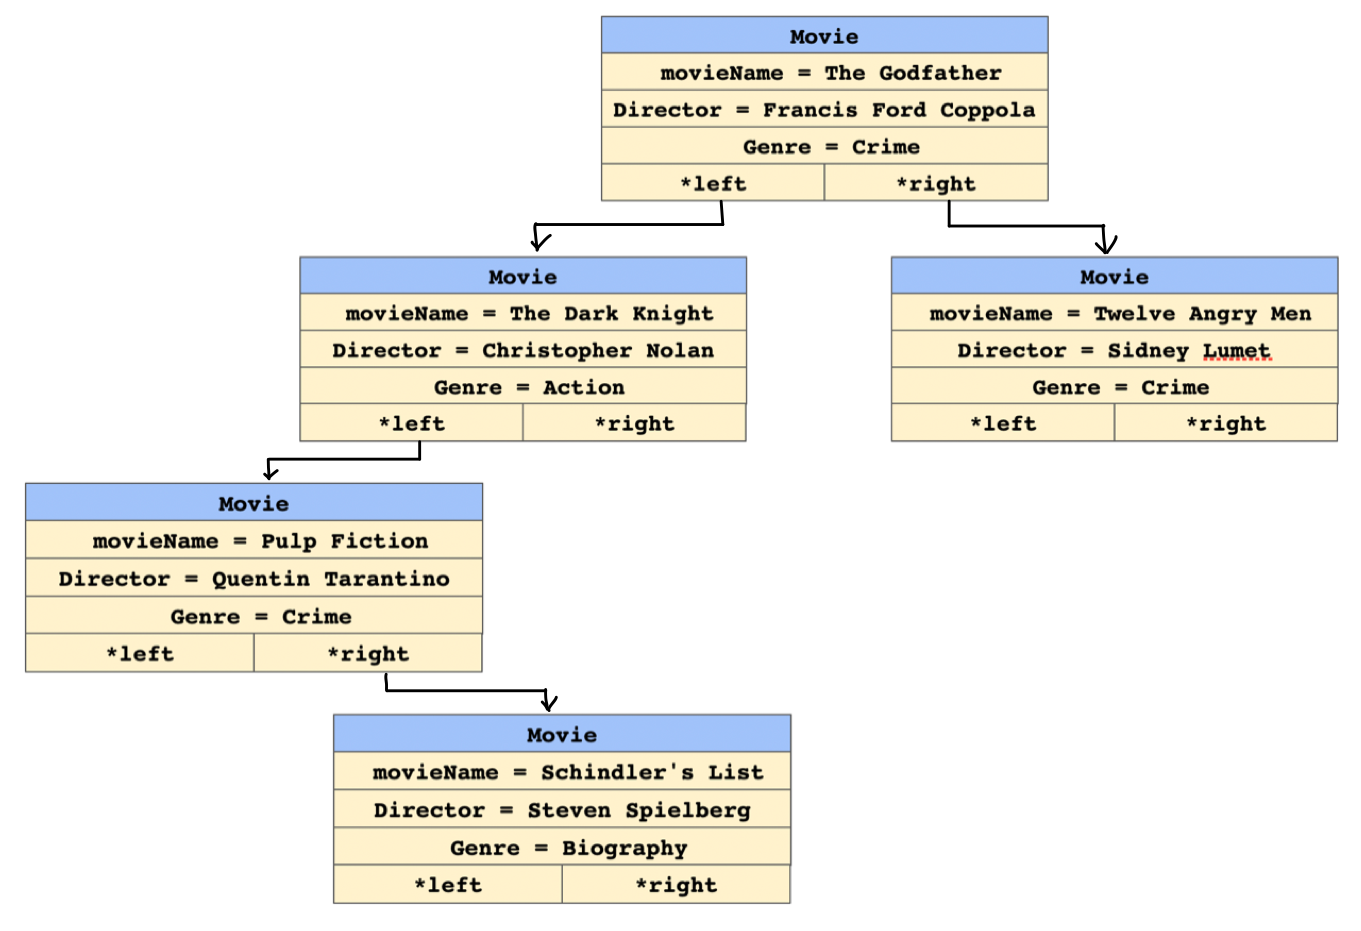 Movie
movieName = The Godfather
Director = Francis Ford Coppola
Genre = Crime
*left *right
Movie
movieName = The Dark Knight
Director = Christopher Nolan
Genre = Action
*left *right
Movie
movieName = Twelve Angry Men
Director = Sidney Lumet
Genre = Crime
*left *right
Movie
movieName = Pulp Fiction
Director = Quentin Tarantino
Genre = Crime
*left *right
Movie
movieName = Schindler's List
Director = Steven Spielberg
Genre = Biography
*left *right